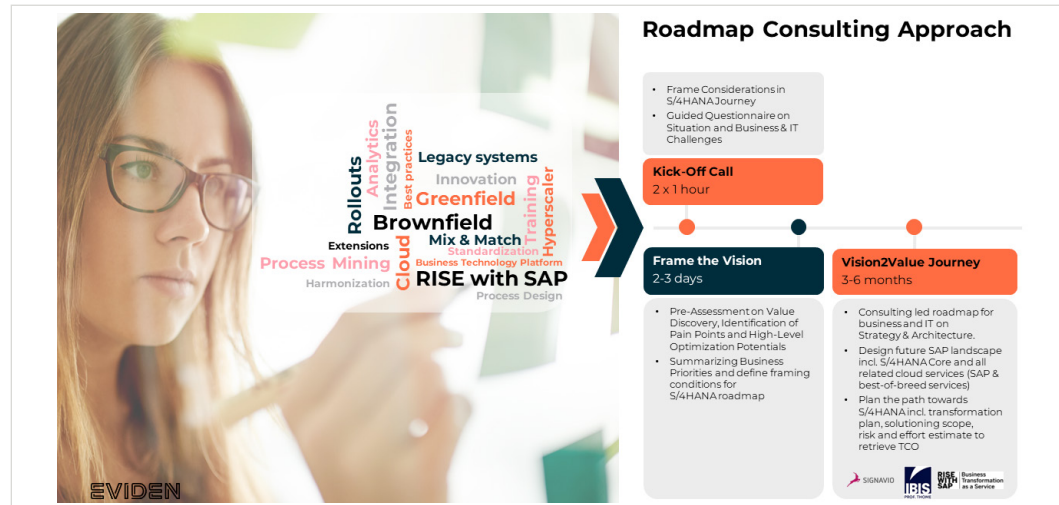 Roadmap Consulting Approach
Rollouts
Analytics
Integration
Best practices
Legacy systems
Innovation
Greenfield
Training
Hyperscaler
Brownfield
Extensions
Cloud
Mix & Match
Standardization
Process Mining
Business Technology Platform
Harmonization
RISE with SAP
Process Design
EVIDEN
• Frame Considerations in
S/4HANA Journey
• Guided Questionnaire on
Situation and Business & IT
Challenges
Kick-Off Call
2 x 1 hour
Frame the Vision
2-3 days
• Pre-Assessment on Value
Discovery, Identification of
Pain Points and High-Level
Optimization Potentials
• Summarizing Business
Priorities and define framing
conditions for
S/4HANA roadmap
Vision2Value Journey
3-6 months
• Consulting led roadmap for
business and IT on
Strategy & Architecture.
• Design future SAP landscape
incl. S/4HANA Core and all
related cloud services (SAP &
best-of-breed services)
• Plan the path towards
S/4HANA incl. transformation
plan, solutioning scope,
risk and effort estimate to
retrieve TCO
SIGNAVIO
IBIS
PROF. THOME
RISE
WITH
SAP
Business
Transformation
as a Service